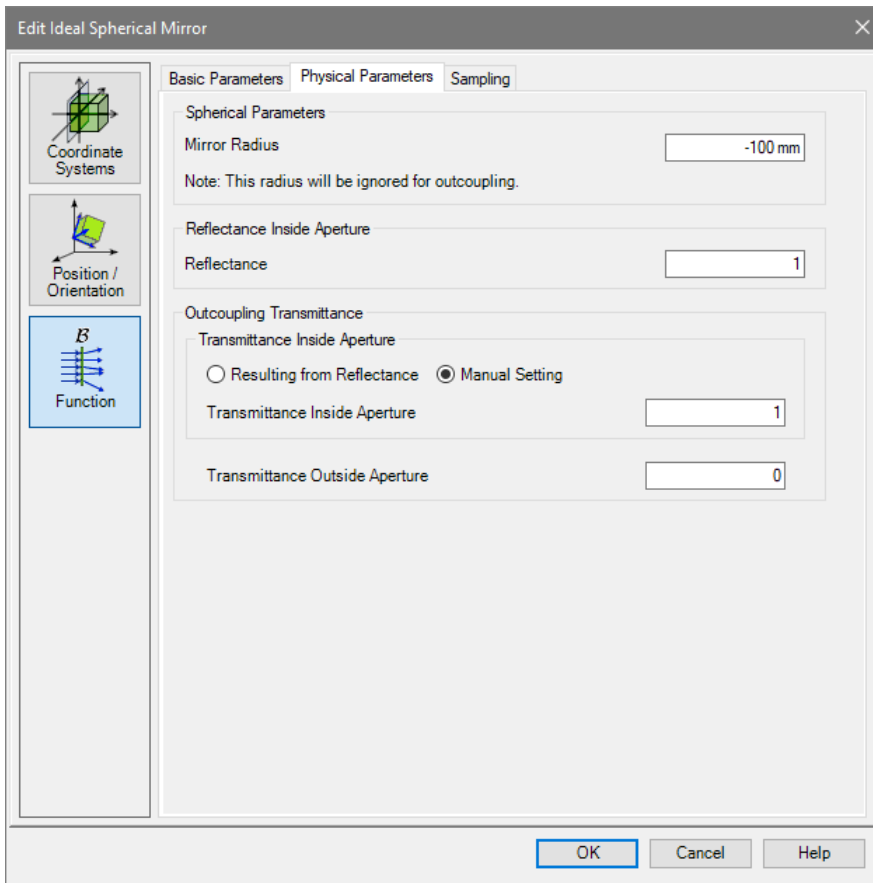 Edit Ideal Spherical Mirror
Coordinate
Systems
Position /
Orientation
B
Function
Basic Parameters Physical Parameters Sampling
Spherical Parameters
Mirror Radius -100 mm
Note: This radius will be ignored for outcoupling.
Reflectance Inside Aperture
Reflectance 1
Outcoupling Transmittance
Transmittance Inside Aperture
Resulting from Reflectance Manual Setting
Transmittance Inside Aperture 1
Transmittance Outside Aperture 0
OK Cancel Help